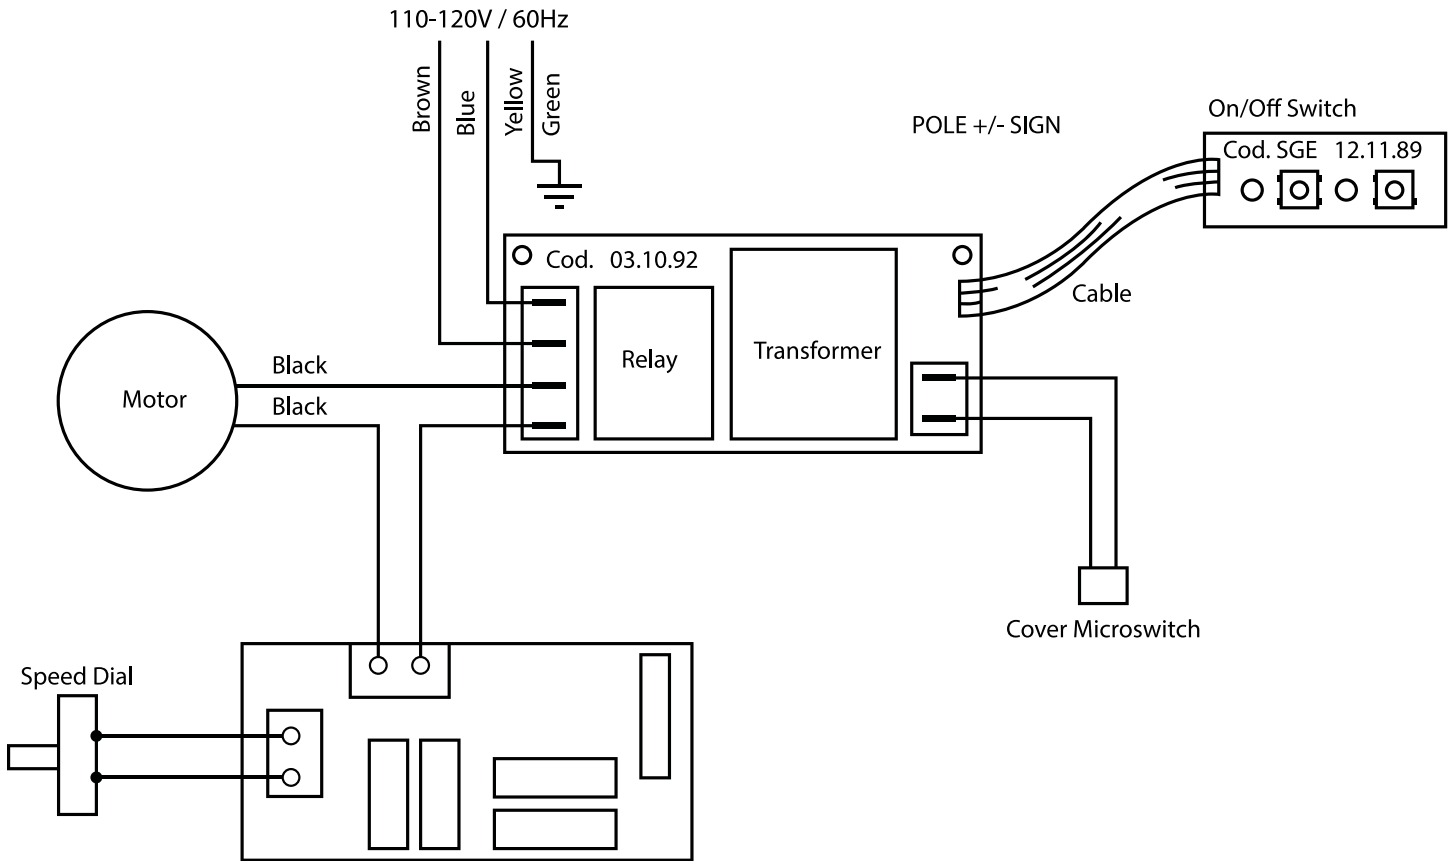 110-120V / 60Hz
Brown
Blue
Yellow
Green
POLE +/- SIGN
On/Off Switch
Cod. SGE 12.11.89
Cod. 03.10.92
Cable
Relay
Transformer
Motor
Black
Black
Cover Microswitch
Speed Dial